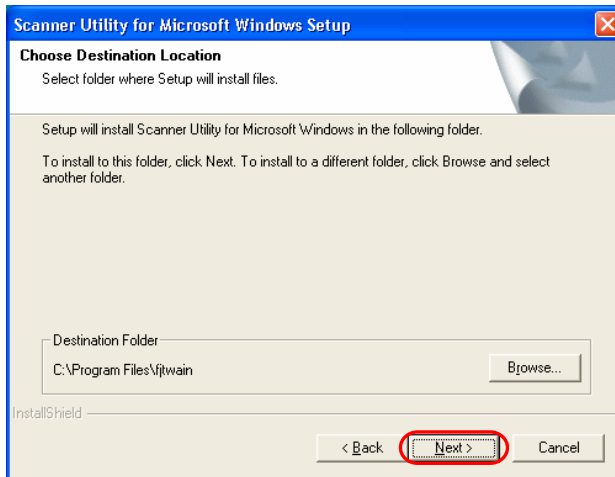 Scanner Utility for Microsoft Windows Setup
Choose Destination Location
Select folder where Setup will install files.
Setup will install Scanner Utility for Microsoft Windows in the following folder.
To install to this folder, click Next. To install to a different folder, click Browse and select
another folder.
Destination Folder
C:\Program Files\fjtwain
Browse...
InstallShield
< Back
Next >
Cancel